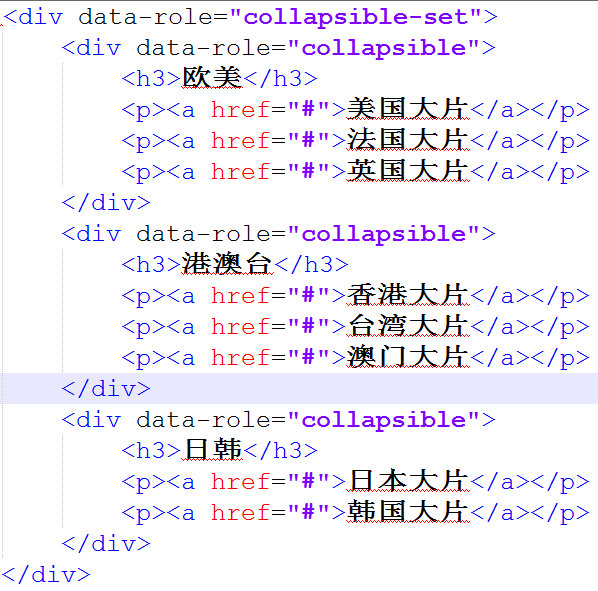 <div data-role="collapsible-set">
    <div data-role="collapsible">
        <h3>欧美</h3>
        <p><a href="#">美国大片</a></p>
        <p><a href="#">法国大片</a></p>
        <p><a href="#">英国大片</a></p>
    </div>
    <div data-role="collapsible">
        <h3>港澳台</h3>
        <p><a href="#">香港大片</a></p>
        <p><a href="#">台湾大片</a></p>
        <p><a href="#">澳门大片</a></p>
    </div>
    <div data-role="collapsible">
        <h3>日韩</h3>
        <p><a href="#">日本大片</a></p>
        <p><a href="#">韩国大片</a></p>
    </div>
</div>